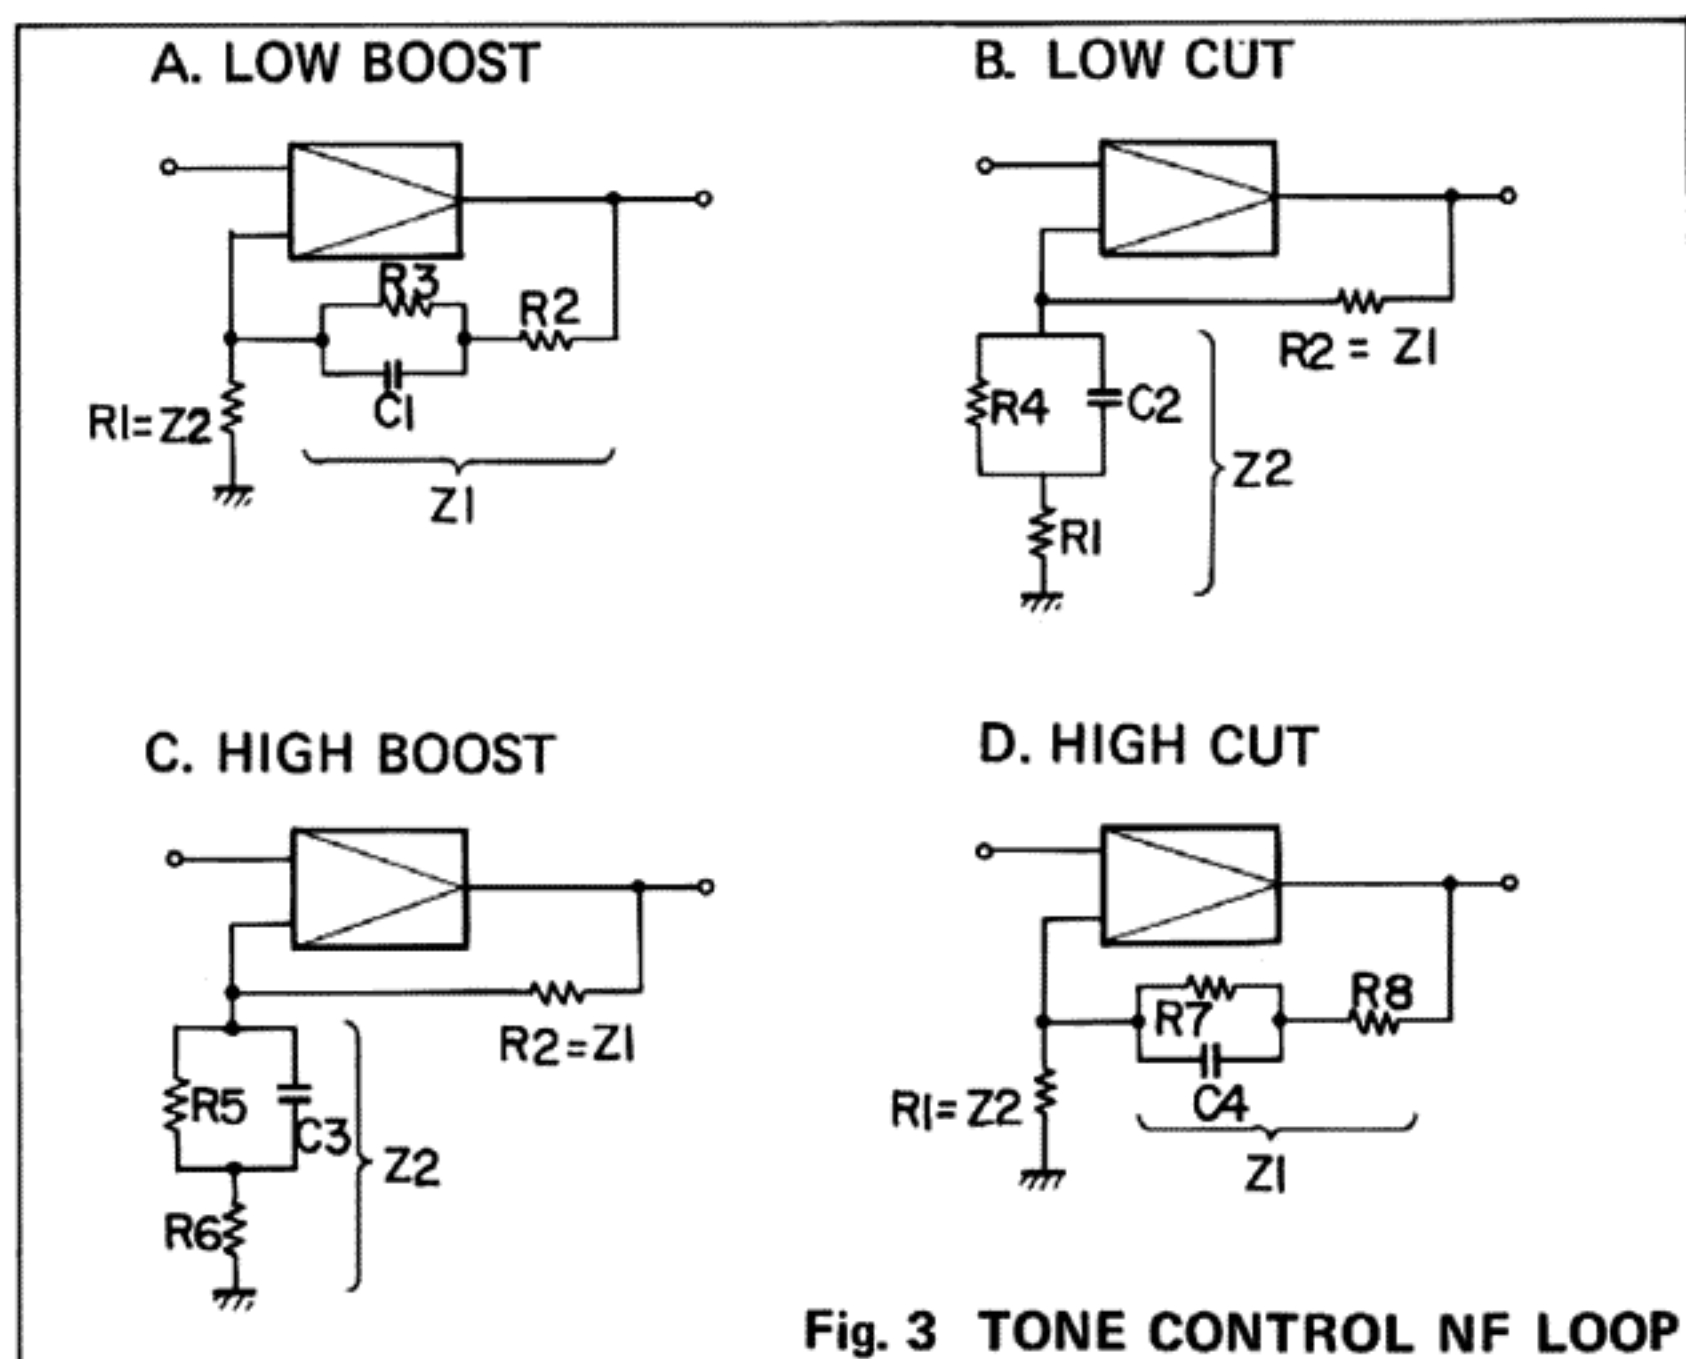 A. LOW BOOST
R3
R2
C1
R1=Z2
Z1
B. LOW CUT
R2 = Z1
R4
C2
Z2
R1
C. HIGH BOOST
R2=Z1
R5
C3
Z2
R6
D. HIGH CUT
R8
R7
C4
R1=Z2
Z1
Fig. 3 TONE CONTROL NF LOOP